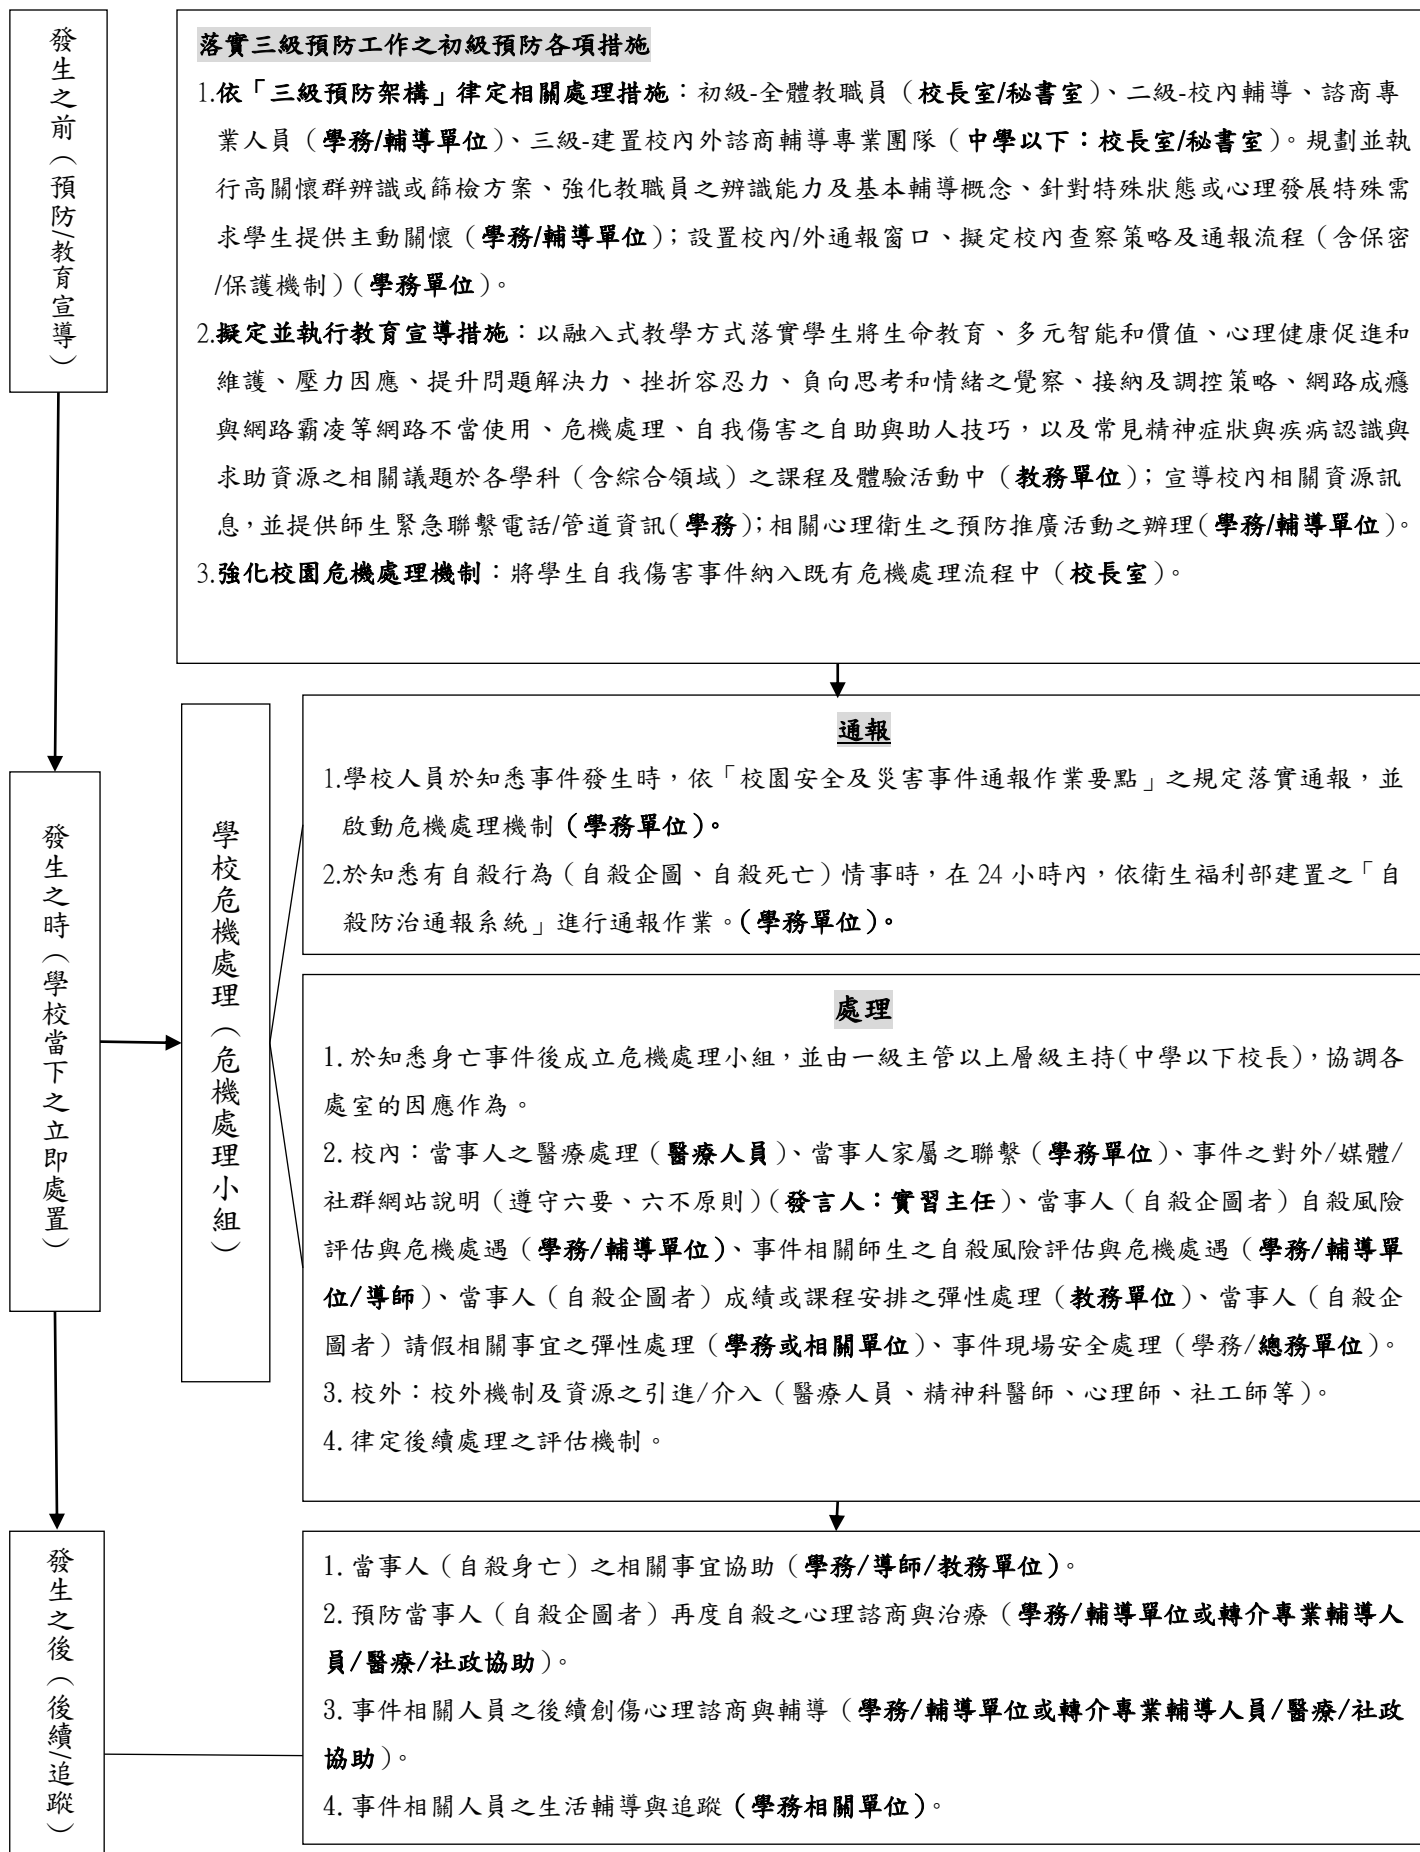 發生之前（預防/教育宣導）
落實三級預防工作之初級預防各項措施
1.依「三級預防架構」律定相關處理措施：初級-全體教職員（校長室/秘書室）、二級-校內輔導、諮商專
業人員（學務/輔導單位）、三級-建置校內外諮商輔導專業團隊（中學以下：校長室/秘書室）。規劃並執
行高關懷群辨識或篩檢方案、強化教職員之辨識能力及基本輔導概念、針對特殊狀態或心理發展特殊需
求學生提供主動關懷（學務/輔導單位）；設置校內/外通報窗口、擬定校內查察策略及通報流程（含保密
/保護機制）（學務單位）。
2.擬定並執行教育宣導措施：以融入式教學方式落實學生將生命教育、多元智能和價值、心理健康促進和
維護、壓力因應、提升問題解決力、挫折容忍力、負向思考和情緒之覺察、接納及調控策略、網路成癮
與網路霸凌等網路不當使用、危機處理、自我傷害之自助與助人技巧，以及常見精神症狀與疾病認識與
求助資源之相關議題於各學科（含綜合領域）之課程及體驗活動中（教務單位）；宣導校內相關資源訊
息，並提供師生緊急聯繫電話/管道資訊(學務)；相關心理衛生之預防推廣活動之辦理(學務/輔導單位)。
3.強化校園危機處理機制：將學生自我傷害事件納入既有危機處理流程中（校長室）。
發生之時（學校當下之立即處置）
學校危機處理（危機處理小組）
通報
1.學校人員於知悉事件發生時，依「校園安全及災害事件通報作業要點」之規定落實通報，並
啟動危機處理機制（學務單位）。
2.於知悉有自殺行為（自殺企圖、自殺死亡）情事時，在 24 小時內，依衛生福利部建置之「自
殺防治通報系統」進行通報作業。（學務單位）。
處理
1.於知悉身亡事件後成立危機處理小組，並由一級主管以上層級主持(中學以下校長)，協調各
處室的因應作為。
2.校內：當事人之醫療處理（醫療人員）、當事人家屬之聯繫（學務單位）、事件之對外/媒體/
社群網站說明（遵守六要、六不原則）（發言人：實習主任）、當事人（自殺企圖者）自殺風險
評估與危機處遇（學務/輔導單位）、事件相關師生之自殺風險評估與危機處遇（學務/輔導單
位/導師）、當事人（自殺企圖者）成績或課程安排之彈性處理（教務單位）、當事人（自殺企
圖者）請假相關事宜之彈性處理（學務或相關單位）、事件現場安全處理（學務/總務單位）。
3.校外：校外機制及資源之引進/介入（醫療人員、精神科醫師、心理師、社工師等）。
4.律定後續處理之評估機制。
發生之後（後續/追蹤）
1.當事人（自殺身亡）之相關事宜協助（學務/導師/教務單位）。
2.預防當事人（自殺企圖者）再度自殺之心理諮商與治療（學務/輔導單位或轉介專業輔導人
員/醫療/社政協助）。
3.事件相關人員之後續創傷心理諮商與輔導（學務/輔導單位或轉介專業輔導人員/醫療/社政
協助）。
4.事件相關人員之生活輔導與追蹤（學務相關單位）。